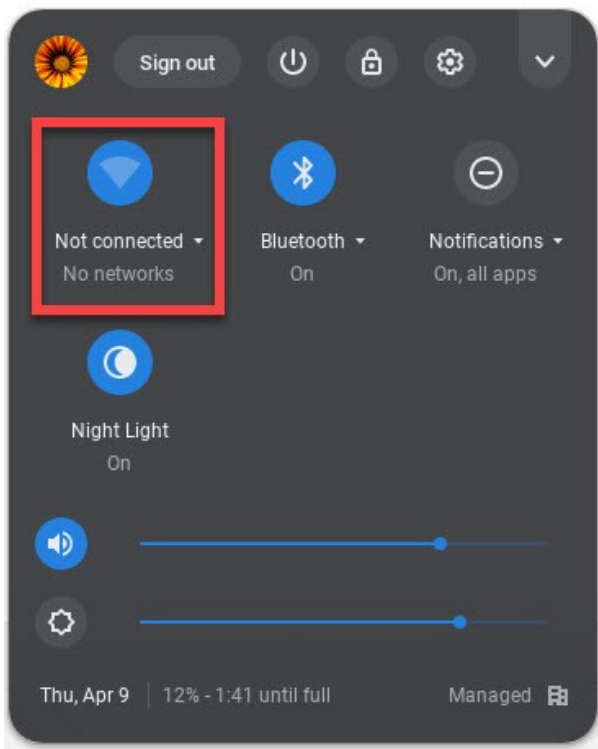 Sign out
Not connected Bluetooth Notifications
No networks On On, all apps
Night Light
On
Thu, Apr 9 12% - 1:41 until full Managed